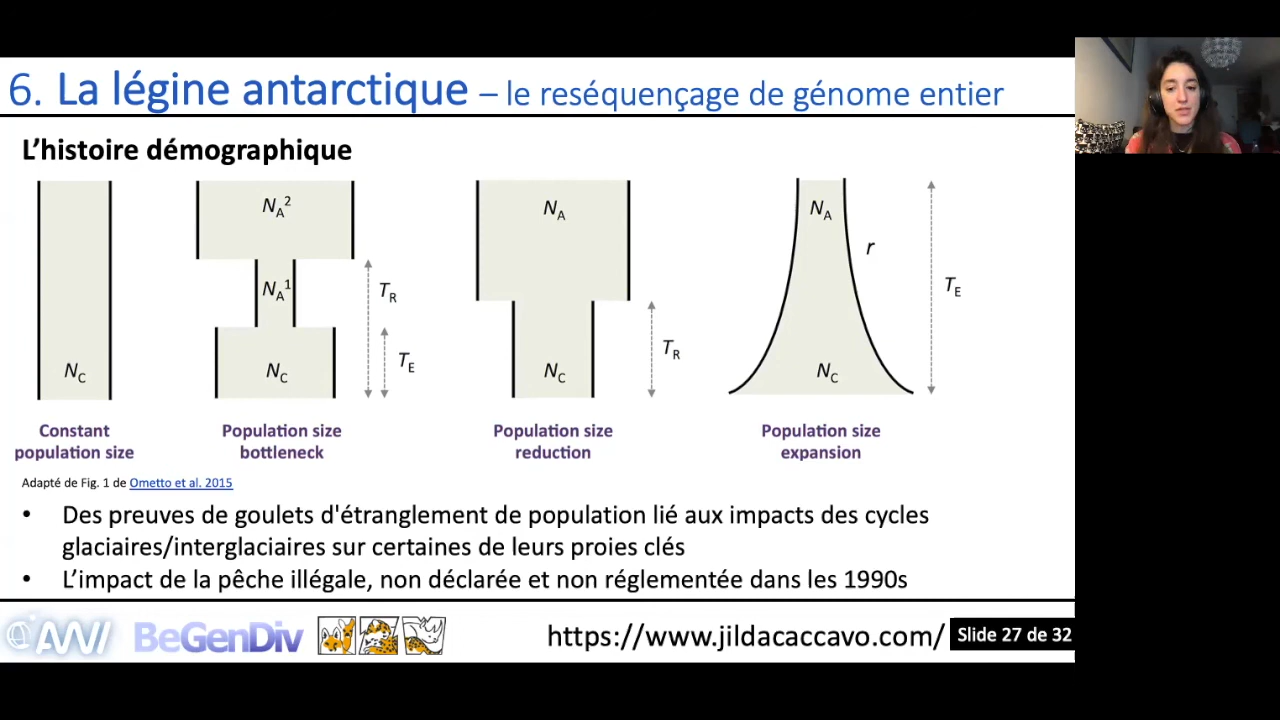 6. La légine antarctique – le reséquençage de génome entier
L’histoire démographique
N_A^2
N_A
N_A
r
N_A^1
T_R
T_E
T_R
T_E
N_C
N_C
N_C
N_C
Constant
population size
Population size
bottleneck
Population size
reduction
Population size
expansion
Adapté de Fig. 1 de Ometto et al. 2015
• Des preuves de goulets d'étranglement de population lié aux impacts des cycles
glaciaires/interglaciaires sur certaines de leurs proies clés
• L’impact de la pêche illégale, non déclarée et non réglementée dans les 1990s
AWI BeGenDiv https://www.jildacaccavo.com/ Slide 27 de 32